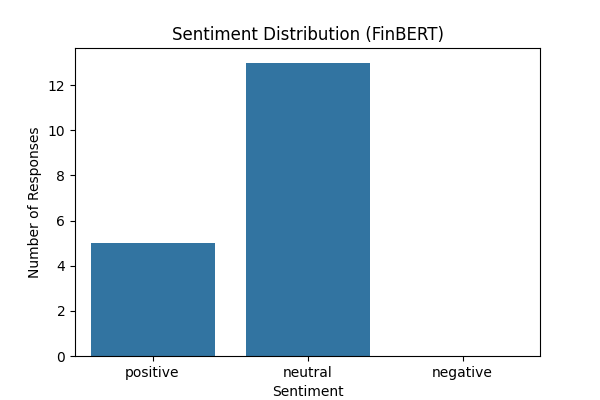 Sentiment Distribution (FinBERT)
Number of Responses
12
10
8
6
4
2
0
positive neutral negative
Sentiment